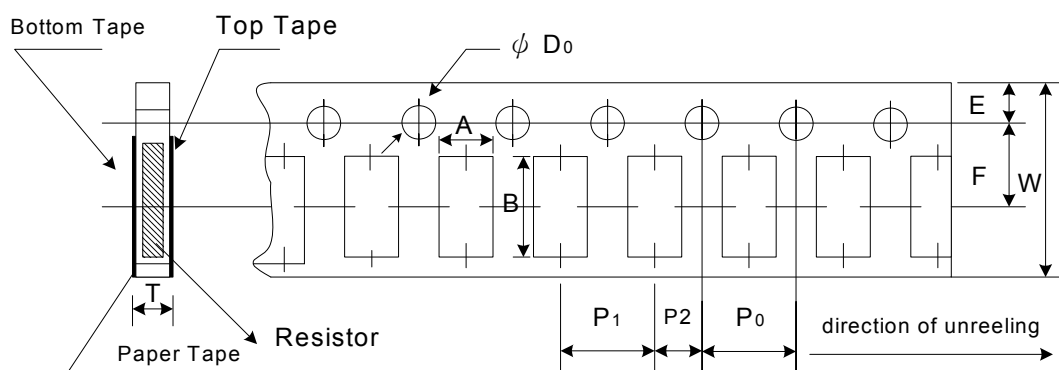 Bottom Tape
Top Tape
ϕ D0
E
A
F
W
B
T
P1
P2
P0
direction of unreeling
Resistor
Paper Tape